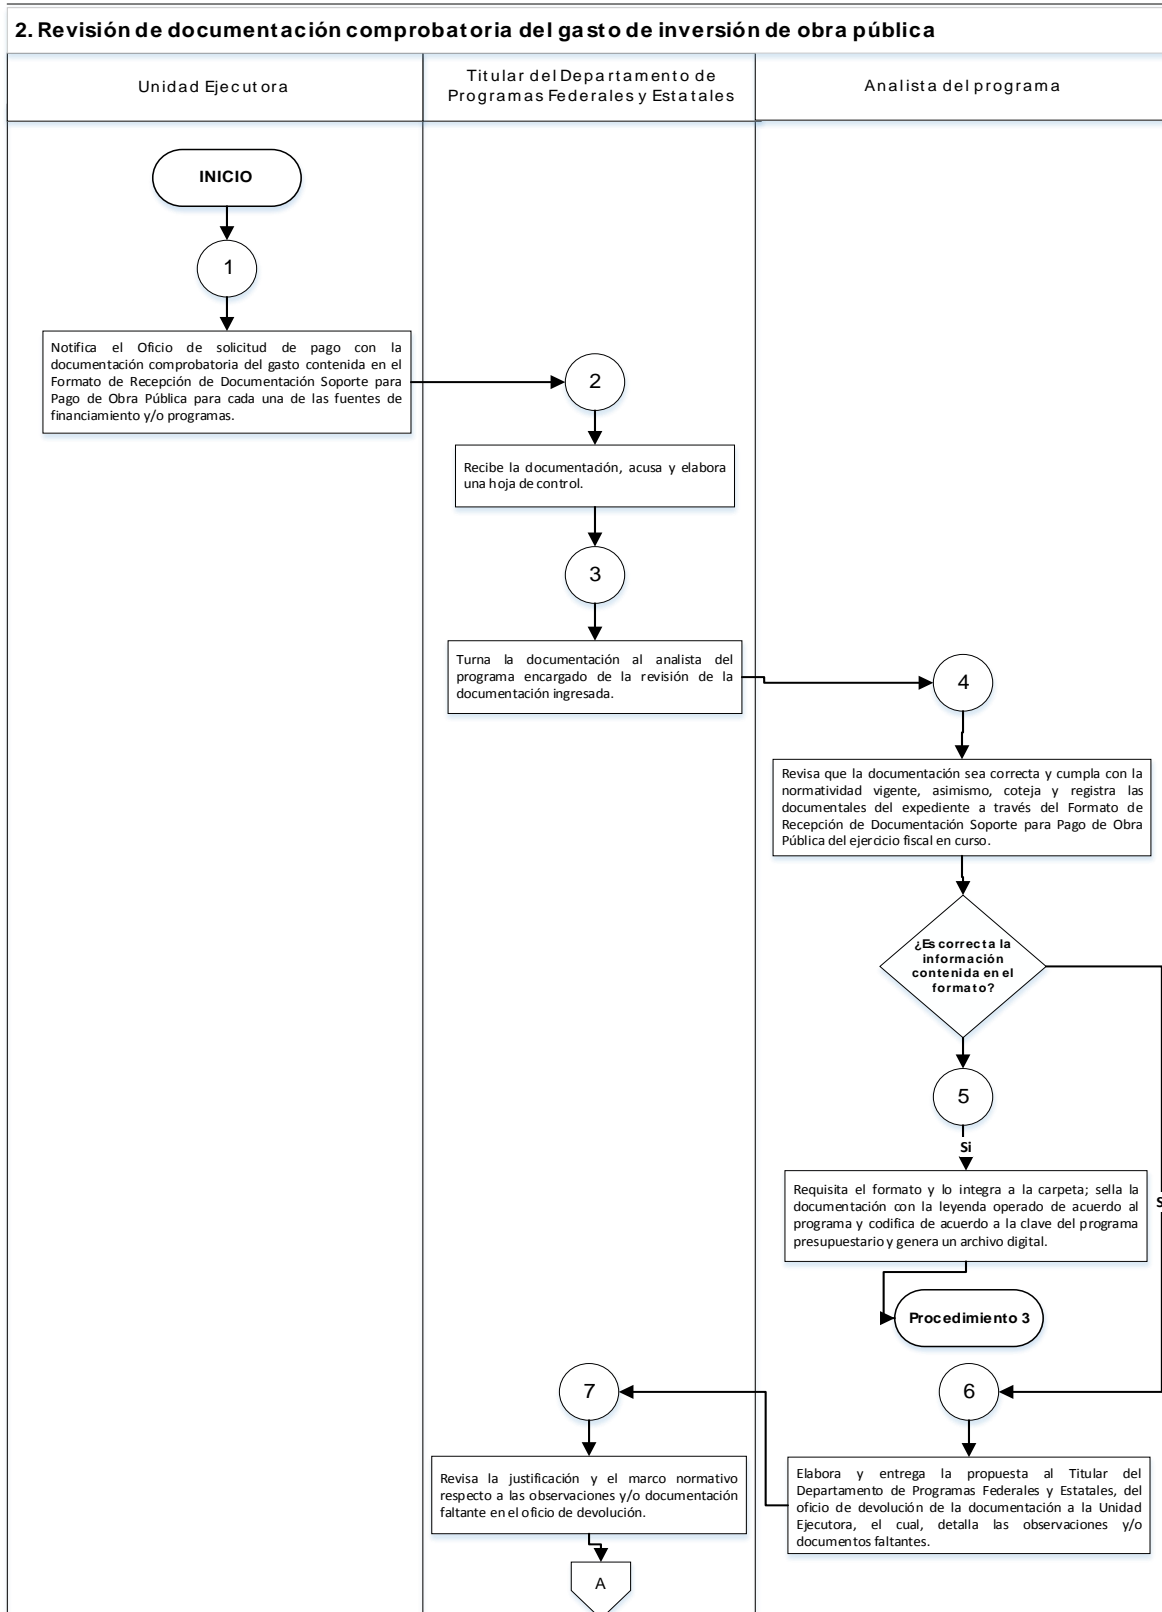 2. Revisión de documentación comprobatoria del gasto de inversión de obra pública
Unidad Ejecutora
Titular del Departamento de
Programas Federales y Estatales
Analista del programa
INICIO
1
Notifica el Oficio de solicitud de pago con la
documentación comprobatoria del gasto contenida en el
Formato de Recepción de Documentación Soporte para
Pago de Obra Pública para cada una de las fuentes de
financiamiento y/o programas.
2
Recibe la documentación, acusa y elabora
una hoja de control.
3
Turna la documentación al analista del
programa encargado de la revisión de la
documentación ingresada.
4
Revisa que la documentación sea correcta y cumpla con la
normatividad vigente, asimismo, coteja y registra las
documentales del expediente a través del Formato de
Recepción de Documentación Soporte para Pago de Obra
Pública del ejercicio fiscal en curso.
¿Es correcta la
información
contenida en el
formato?
5
Si
Requisita el formato y lo integra a la carpeta; sella la
documentación con la leyenda operado de acuerdo al
programa y codifica de acuerdo a la clave del programa
presupuestario y genera un archivo digital.
Procedimiento 3
6
7
Elabora y entrega la propuesta al Titular del
Departamento de Programas Federales y Estatales, del
oficio de devolución de la documentación a la Unidad
Ejecutora, el cual, detalla las observaciones y/o
documentos faltantes.
Revisa la justificación y el marco normativo
respecto a las observaciones y/o documentación
faltante en el oficio de devolución.
A